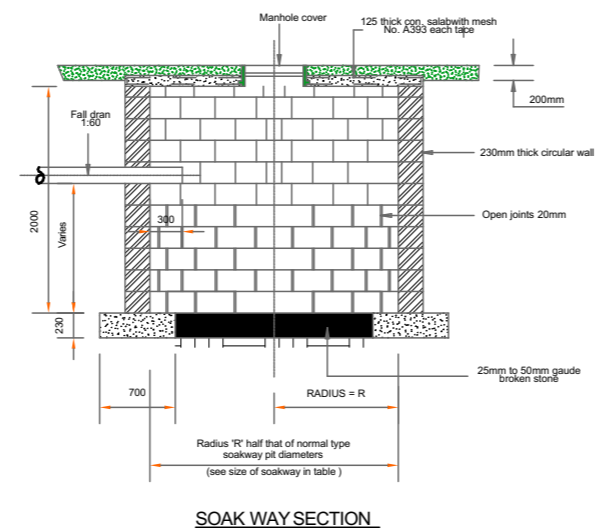 Manhole cover
125 thick con. salabwith mesh
No. A393 each tace
Fall dran
1:60
200mm
230mm thick circular wall
2000
Varies
300
Open joints 20mm
230
25mm to 50mm gaude
broken stone
700
RADIUS = R
Radius 'R' half that of normal type
soakway pit diameters
(see size of soakway in table )
SOAK WAY SECTION